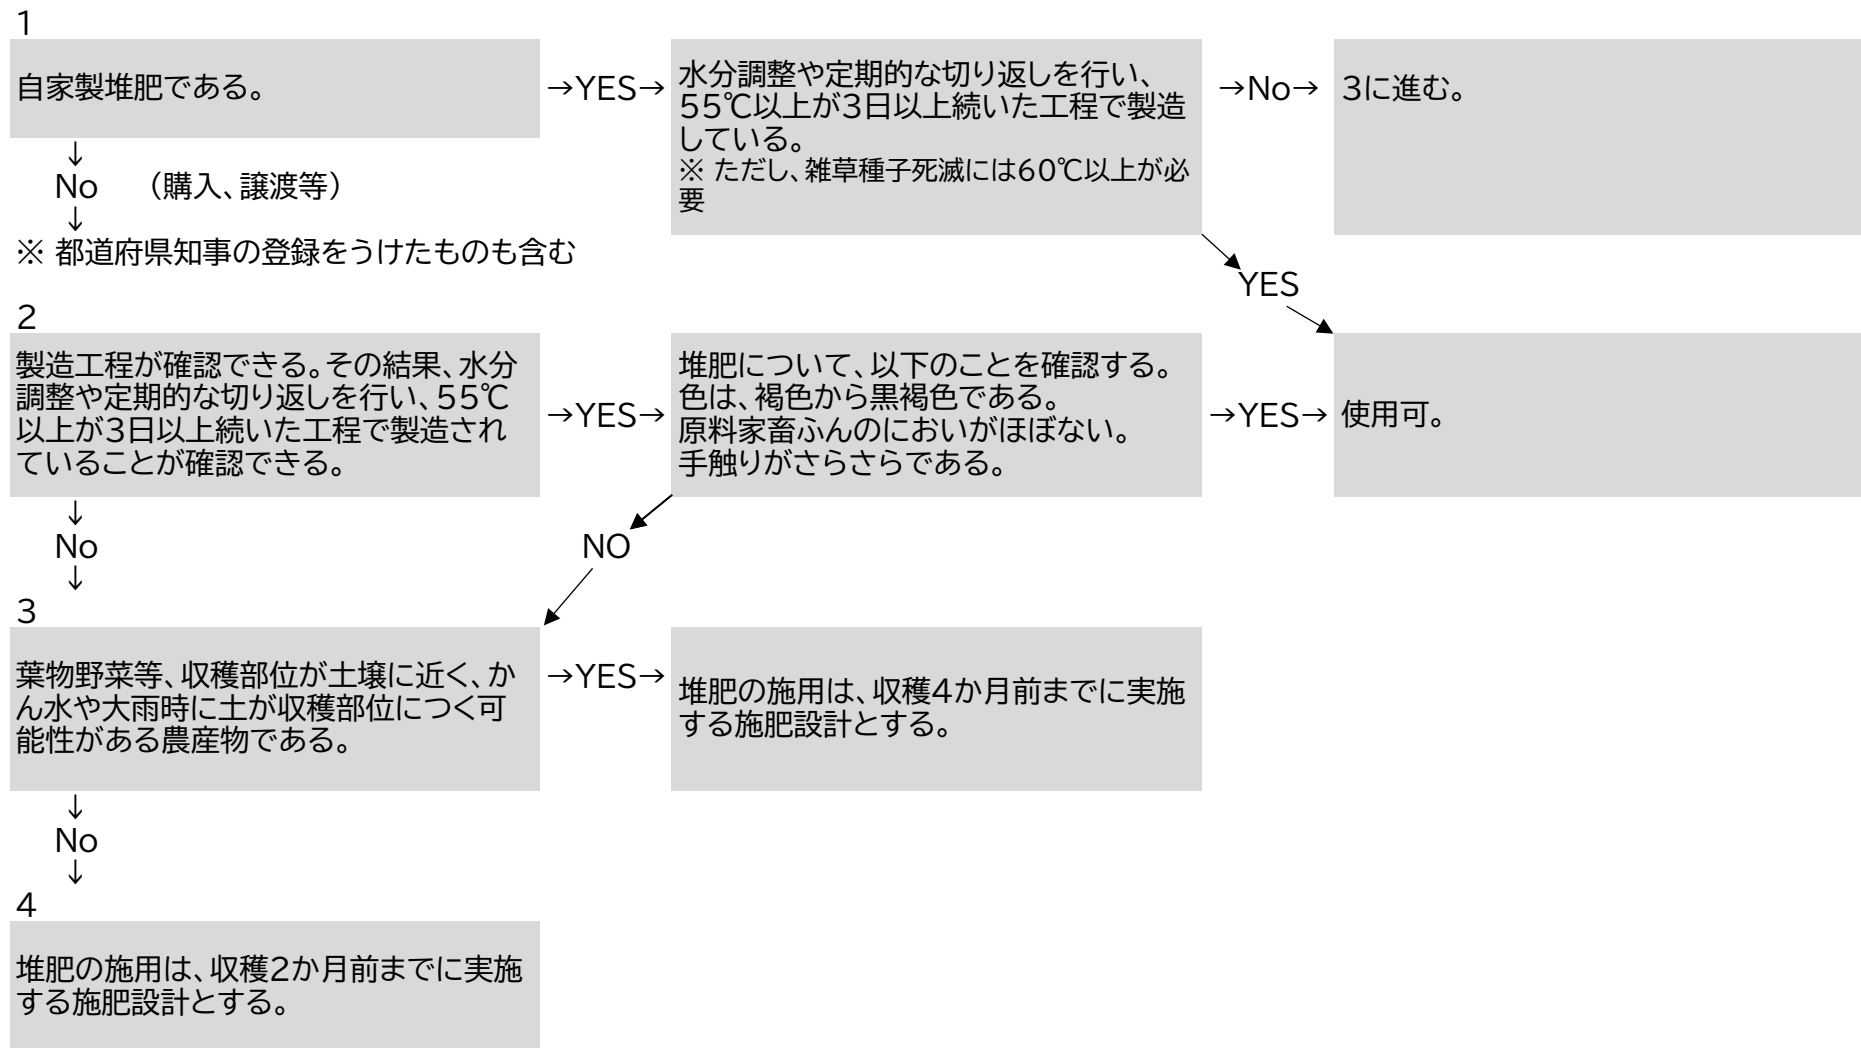 1
自家製堆肥である。
→YES→
水分調整や定期的な切り返しを行い、
55℃以上が3日以上続いた工程で製造
している。
※ ただし、雑草種子死滅には60℃以上が必
要
→No→
3に進む。
↓
No （購入、譲渡等）
↓
※ 都道府県知事の登録をうけたものも含む
YES
2
製造工程が確認できる。その結果、水分
調整や定期的な切り返しを行い、55℃
以上が3日以上続いた工程で製造され
ていることが確認できる。
→YES→
堆肥について、以下のことを確認する。
色は、褐色から黒褐色である。
原料家畜ふんのにおいがほぼない。
手触りがさらさらである。
→YES→
使用可。
↓
No
↓
NO
3
葉物野菜等、収穫部位が土壌に近く、か
ん水や大雨時に土が収穫部位につく可
能性がある農産物である。
→YES→
堆肥の施用は、収穫4か月前までに実施
する施肥設計とする。
↓
No
↓
4
堆肥の施用は、収穫2か月前までに実施
する施肥設計とする。